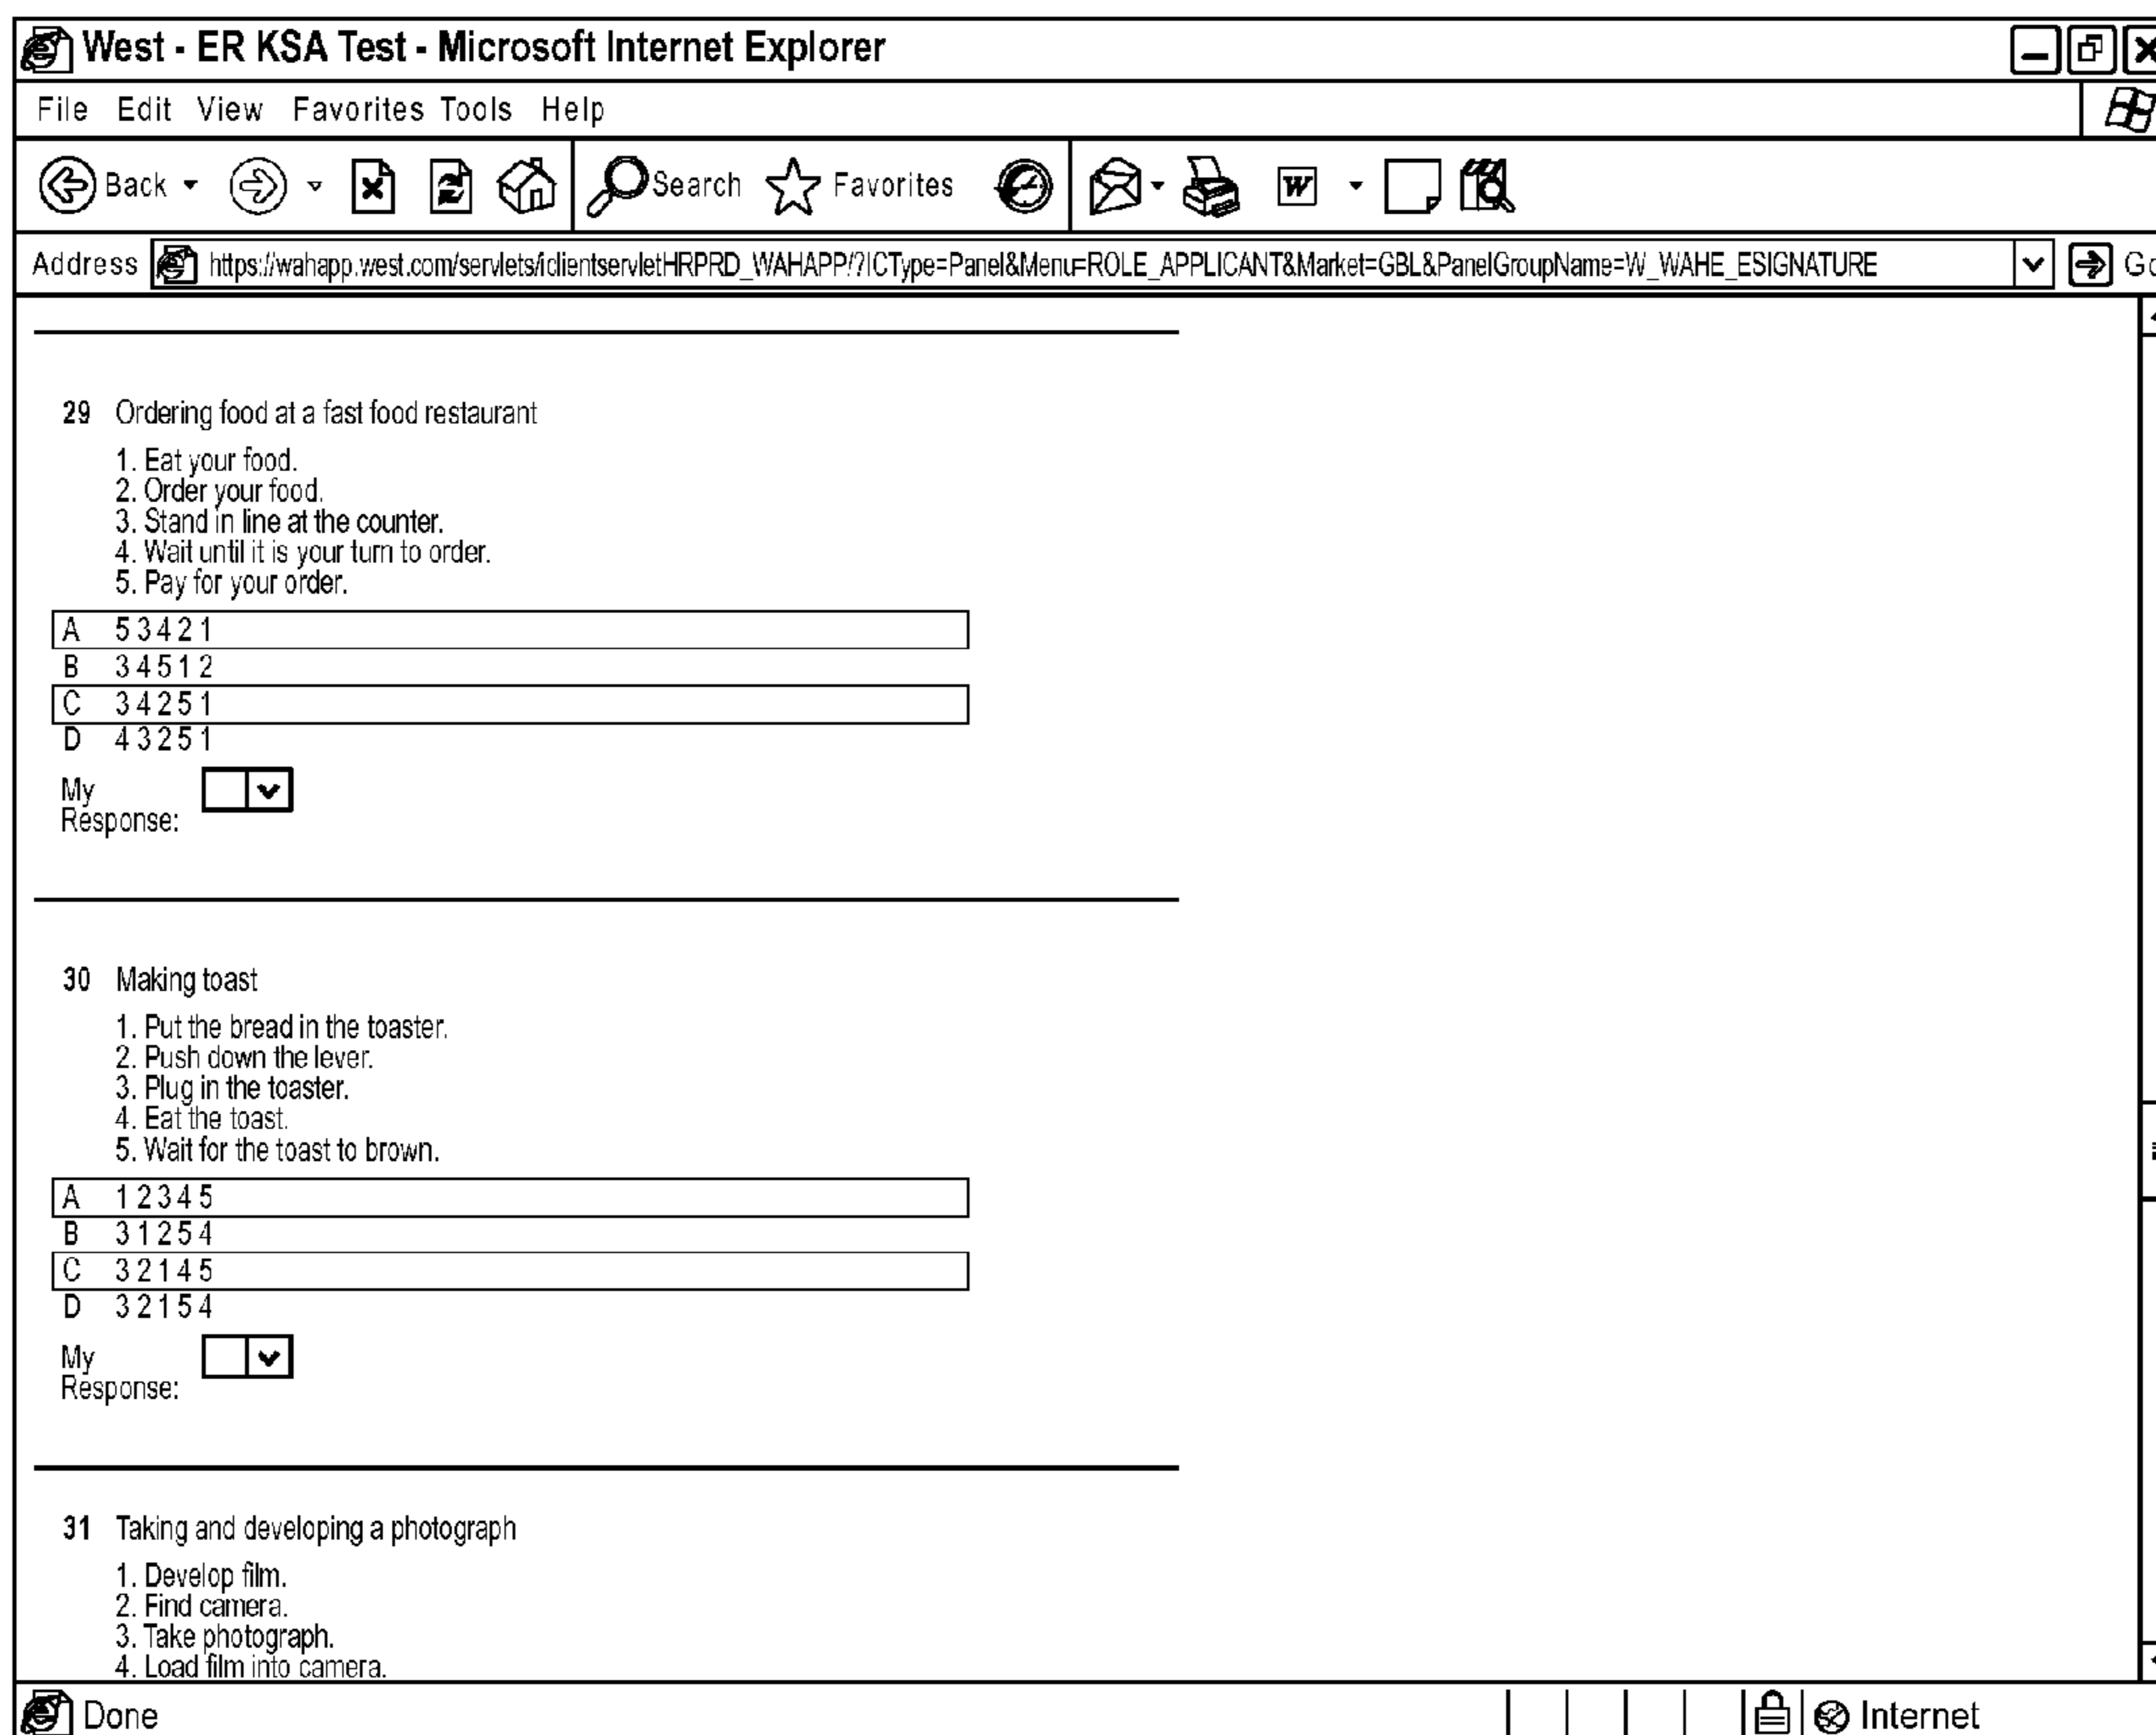 West - ER KSA Test - Microsoft Internet Explorer
File Edit View Favorites Tools Help
Back Search Favorites W
Address https://wahapp.west.com/servlets/iclientservletHRPRD_WAHAPP/?ICType=Panel&Menu=ROLE_APPLICANT&Market=GBL&PanelGroupName=W_WAHE_ESIGNATURE Go
29 Ordering food at a fast food restaurant
1. Eat your food.
2. Order your food.
3. Stand in line at the counter.
4. Wait until it is your turn to order.
5. Pay for your order.
A 5 3 4 2 1
B 3 4 5 1 2
C 3 4 2 5 1
D 4 3 2 5 1
My
Response:
30 Making toast
1. Put the bread in the toaster.
2. Push down the lever.
3. Plug in the toaster.
4. Eat the toast.
5. Wait for the toast to brown.
A 1 2 3 4 5
B 3 1 2 5 4
C 3 2 1 4 5
D 3 2 1 5 4
My
Response:
31 Taking and developing a photograph
1. Develop film.
2. Find camera.
3. Take photograph.
4. Load film into camera.
Done Internet